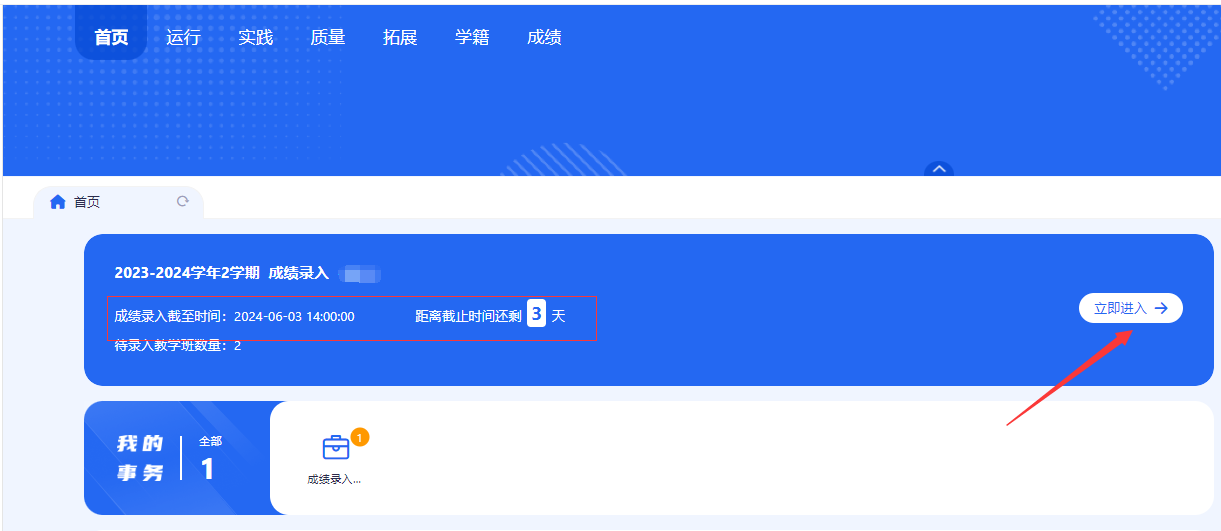 首页 运行 实践 质量 拓展 学籍 成绩
首页
2023-2024学年2学期 成绩录入
成绩录入截至时间：2024-06-03 14:00:00 距离截止时间还剩 3 天
立即进入
待录入教学班数量：2
我的
事务
全部
1
1
成绩录入...